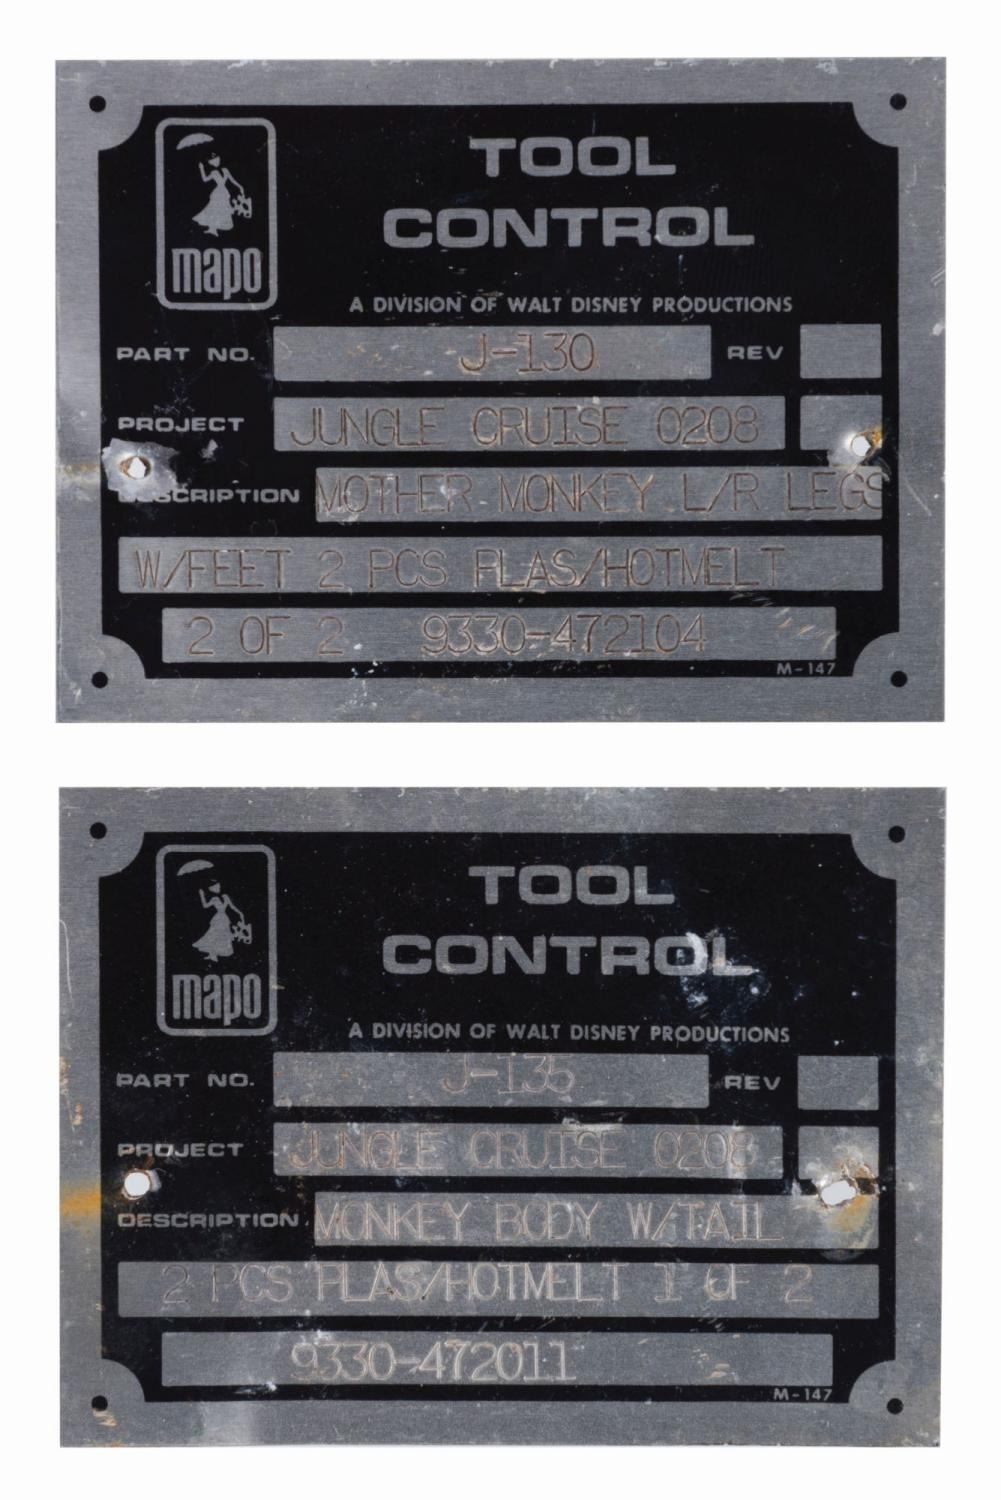 mapo
TOOL
CONTROL
A DIVISION OF WALT DISNEY PRODUCTIONS
PART NO. J-130 REV
PROJECT JUNGLE CRUISE 0208
DESCRIPTION MOTHER MONKEY L/R LEGS
W/FEET 2 PCS PLAS/HOTMELT
2 OF 2 9330-472104
M-147
mapo
TOOL
CONTROL
A DIVISION OF WALT DISNEY PRODUCTIONS
PART NO. J-135 REV
PROJECT JUNGLE CRUISE 0208
DESCRIPTION MONKEY BODY W/TAIL
2 PCS PLAS/HOTMELT 1 OF 2
9330-472011
M-147